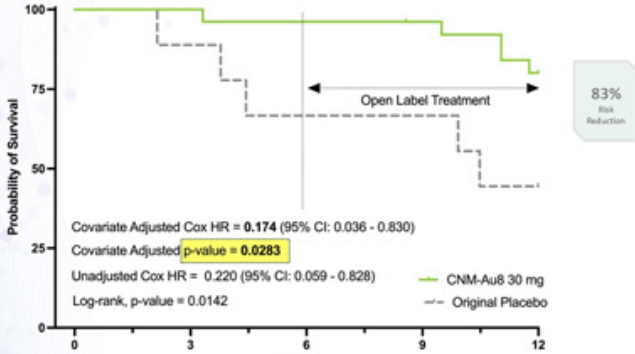 100
75
50
25
0
Probability of Survival
Open Label Treatment
83%
Risk
Reduction
Covariate Adjusted Cox HR = 0.174 (95% CI: 0.036 - 0.830)
Covariate Adjusted p-value = 0.0283
Unadjusted Cox HR = 0.220 (95% CI: 0.059 - 0.828)
Log-rank, p-value = 0.0142
CNM-Au8 30 mg
Original Placebo
0 3 6 9 12